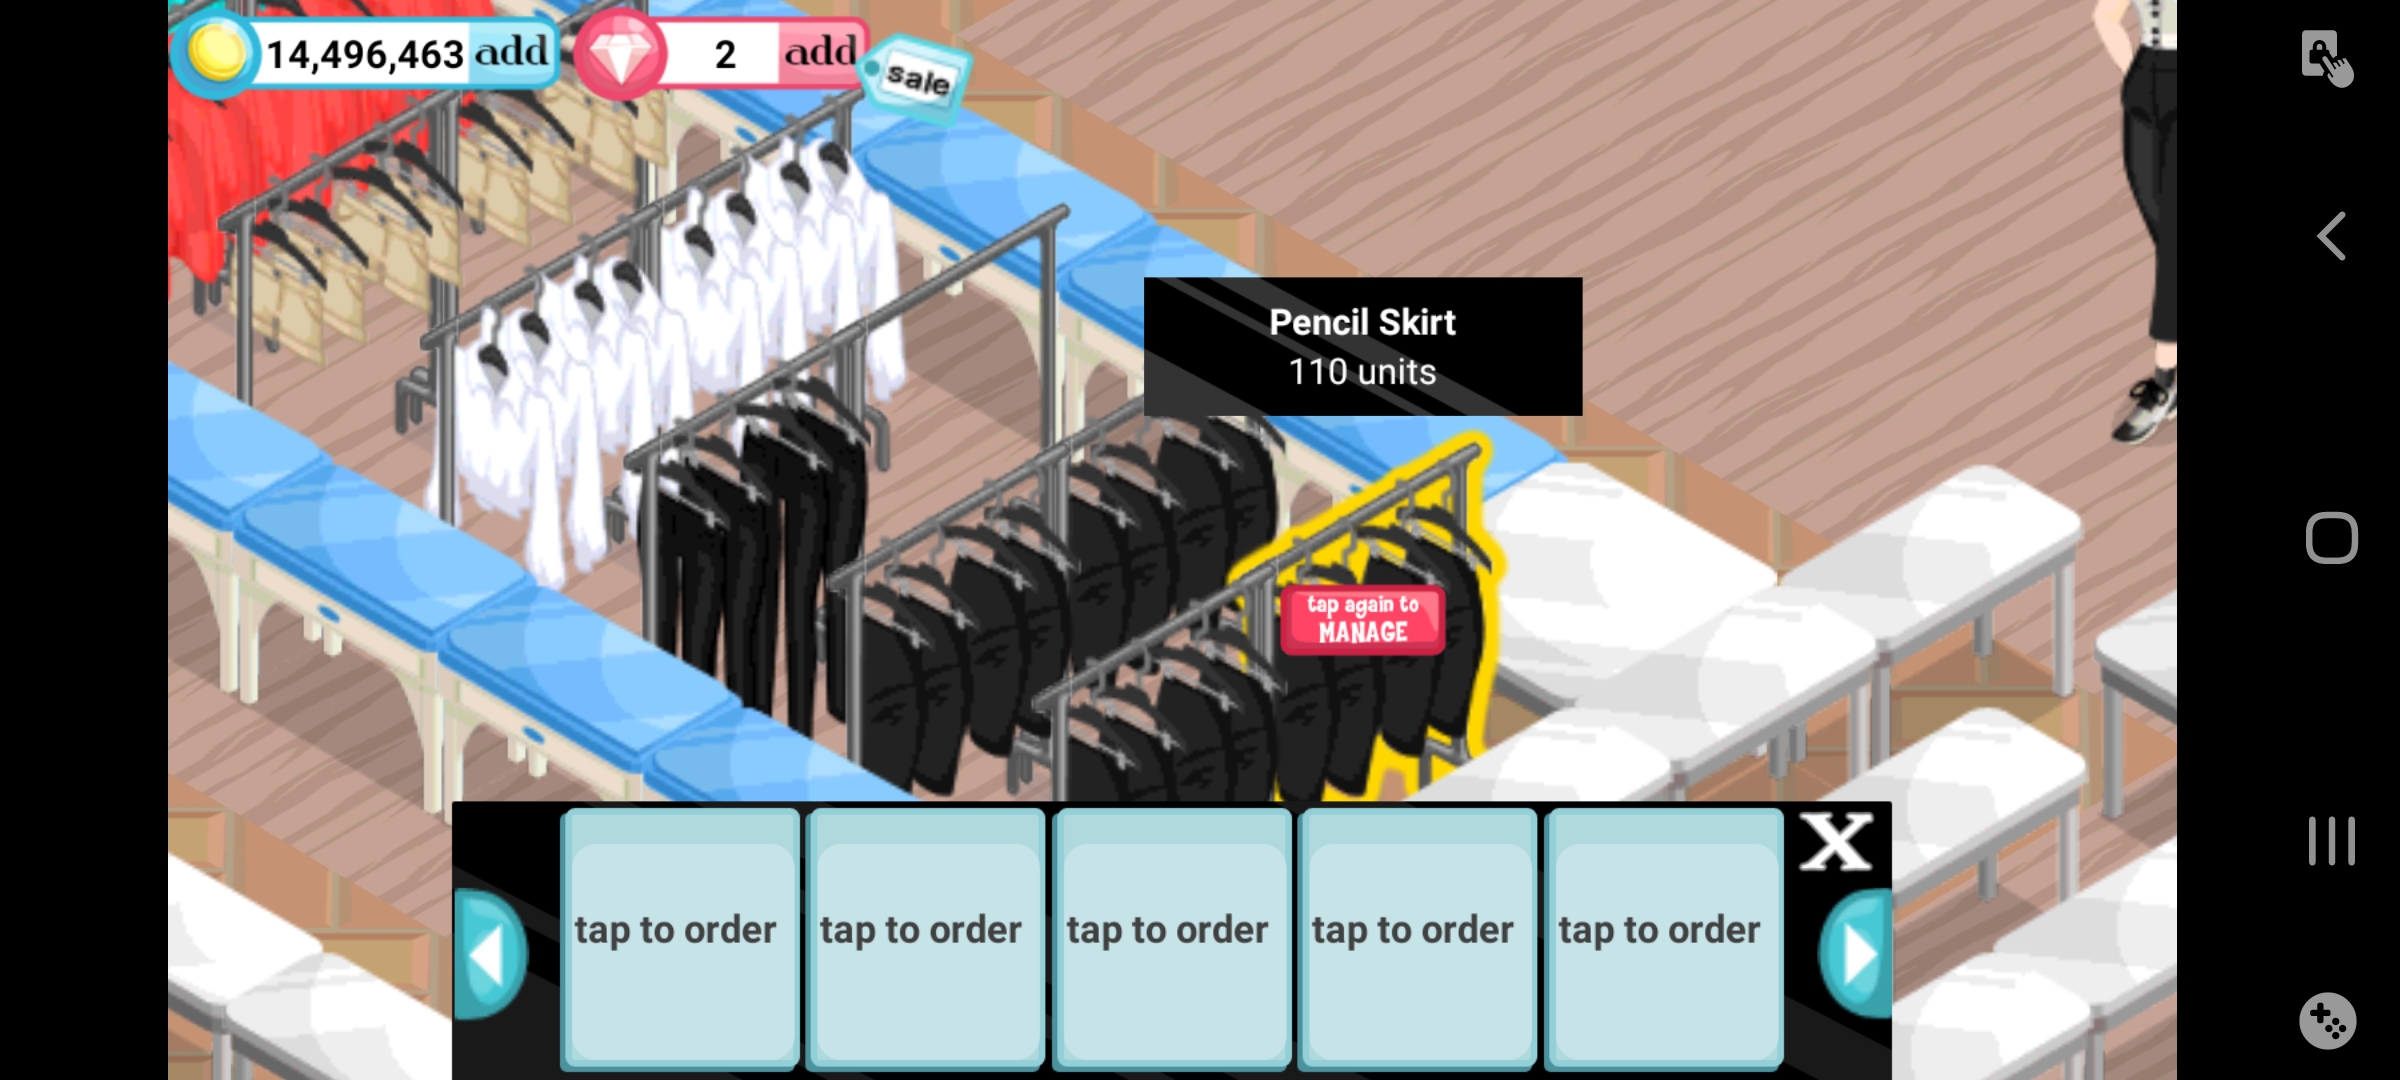 14,496,463 add
2 add
sale
Pencil Skirt
110 units
tap again to
MANAGE
X
tap to order
tap to order
tap to order
tap to order
tap to order